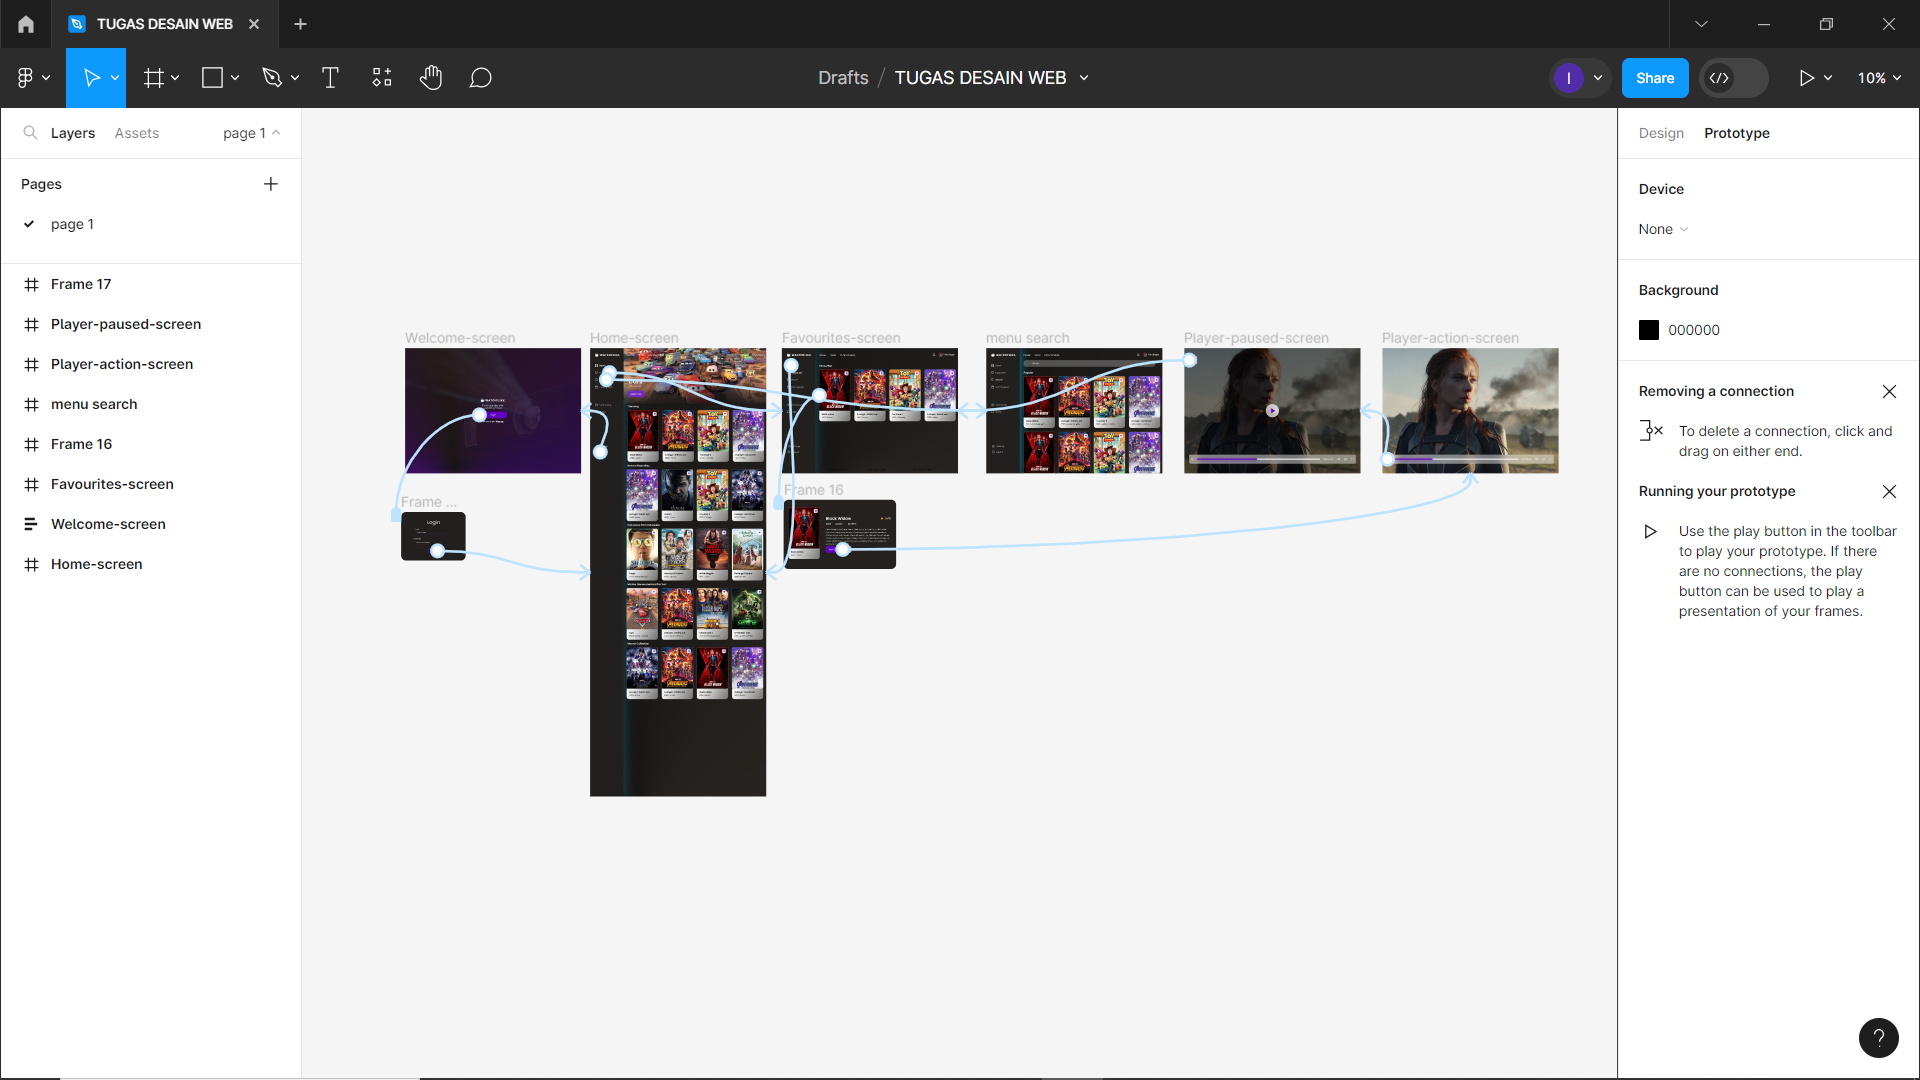 TUGAS DESAIN WEB
Drafts / TUGAS DESAIN WEB
I
Share
10%
Layers
Assets
page 1
Pages
page 1
Frame 17
Player-paused-screen
Player-action-screen
menu search
Frame 16
Favourites-screen
Welcome-screen
Home-screen
Welcome-screen
Home-screen
Favourites-screen
menu search
Player-paused-screen
Player-action-screen
Frame ...
Login
Frame 16
Black Widow
Design
Prototype
Device
None
Background
000000
Removing a connection
To delete a connection, click and
drag on either end.
Running your prototype
Use the play button in the toolbar
to play your prototype. If there
are no connections, the play
button can be used to play a
presentation of your frames.
?